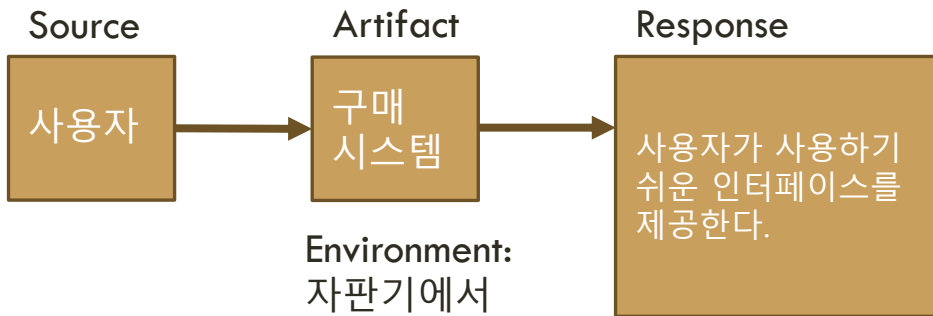 Source
Artifact
Response
사용자
구매
시스템
사용자가 사용하기
쉬운 인터페이스를
제공한다.
Environment:
자판기에서